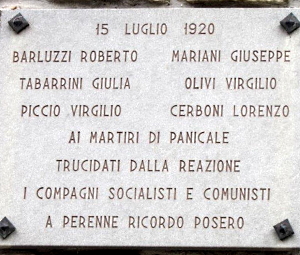 15 LUGLIO 1920
BARLUZZI ROBERTO MARIANI GIUSEPPE
TABARRINI GIULIA OLIVI VIRGILIO
PICCIO VIRGILIO CERBONI LORENZO
AI MARTIRI DI PANICALE
TRUCIDATI DALLA REAZIONE
I COMPAGNI SOCIALISTI E COMUNISTI
A PERENNE RICORDO POSERO